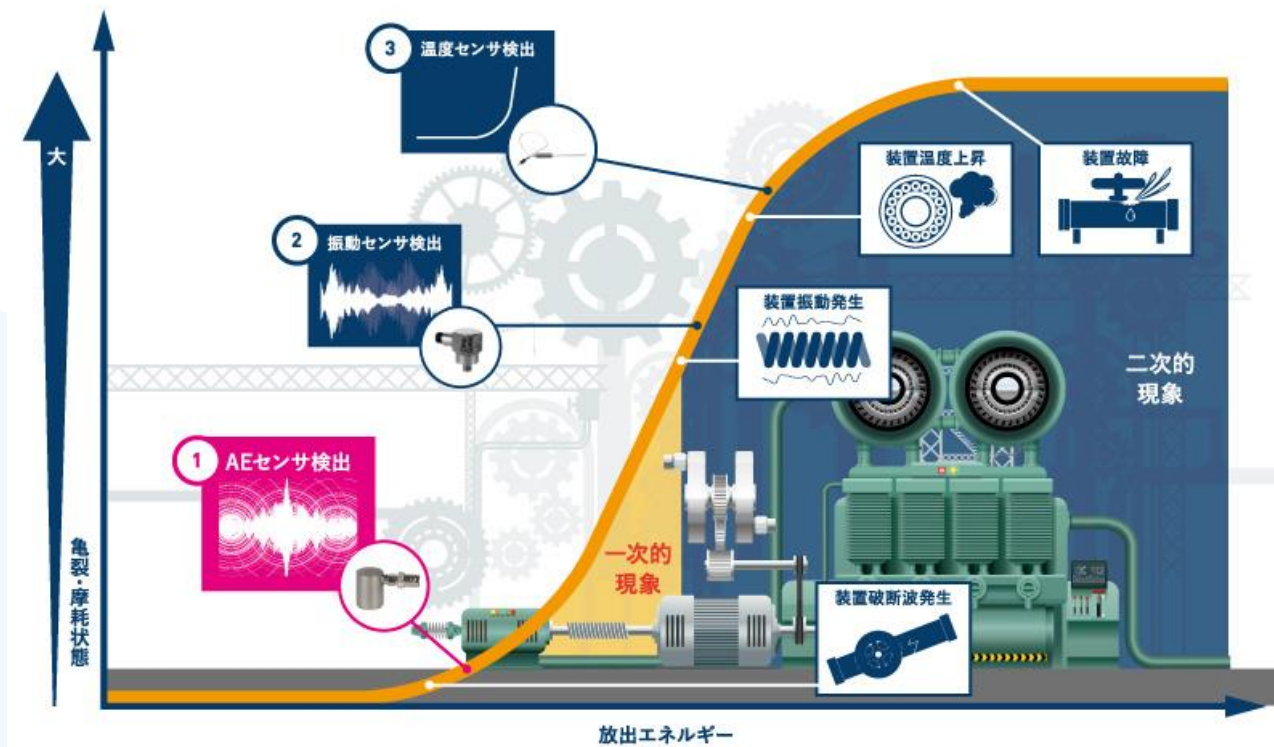 3
温度センサ検出
大
装置温度上昇
装置故障
2
振動センサ検出
装置振動発生
二次的
現象
1
AEセンサ検出
一次的
現象
亀裂・摩耗状態
装置破断波発生
放出エネルギー